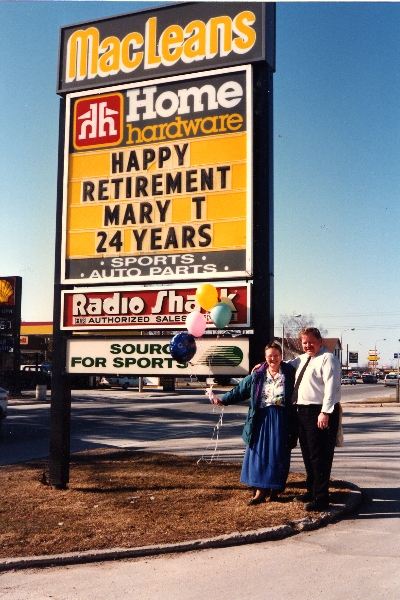 MacLeans
Home
hardware
HAPPY
RETIREMENT
MARY T
24 YEARS
• SPORTS •
• AUTO PARTS •
Radio Shack
AUTHORIZED SALES
SOURCE
FOR SPORTS